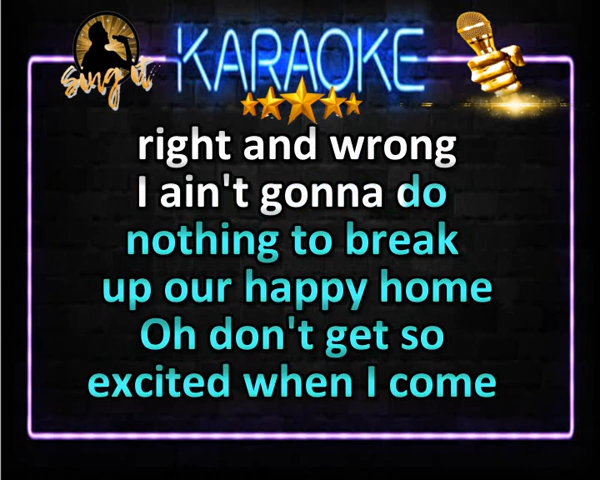 Sing it
KARAOKE
right and wrong
I ain't gonna do
nothing to break
up our happy home
Oh don't get so
excited when I come